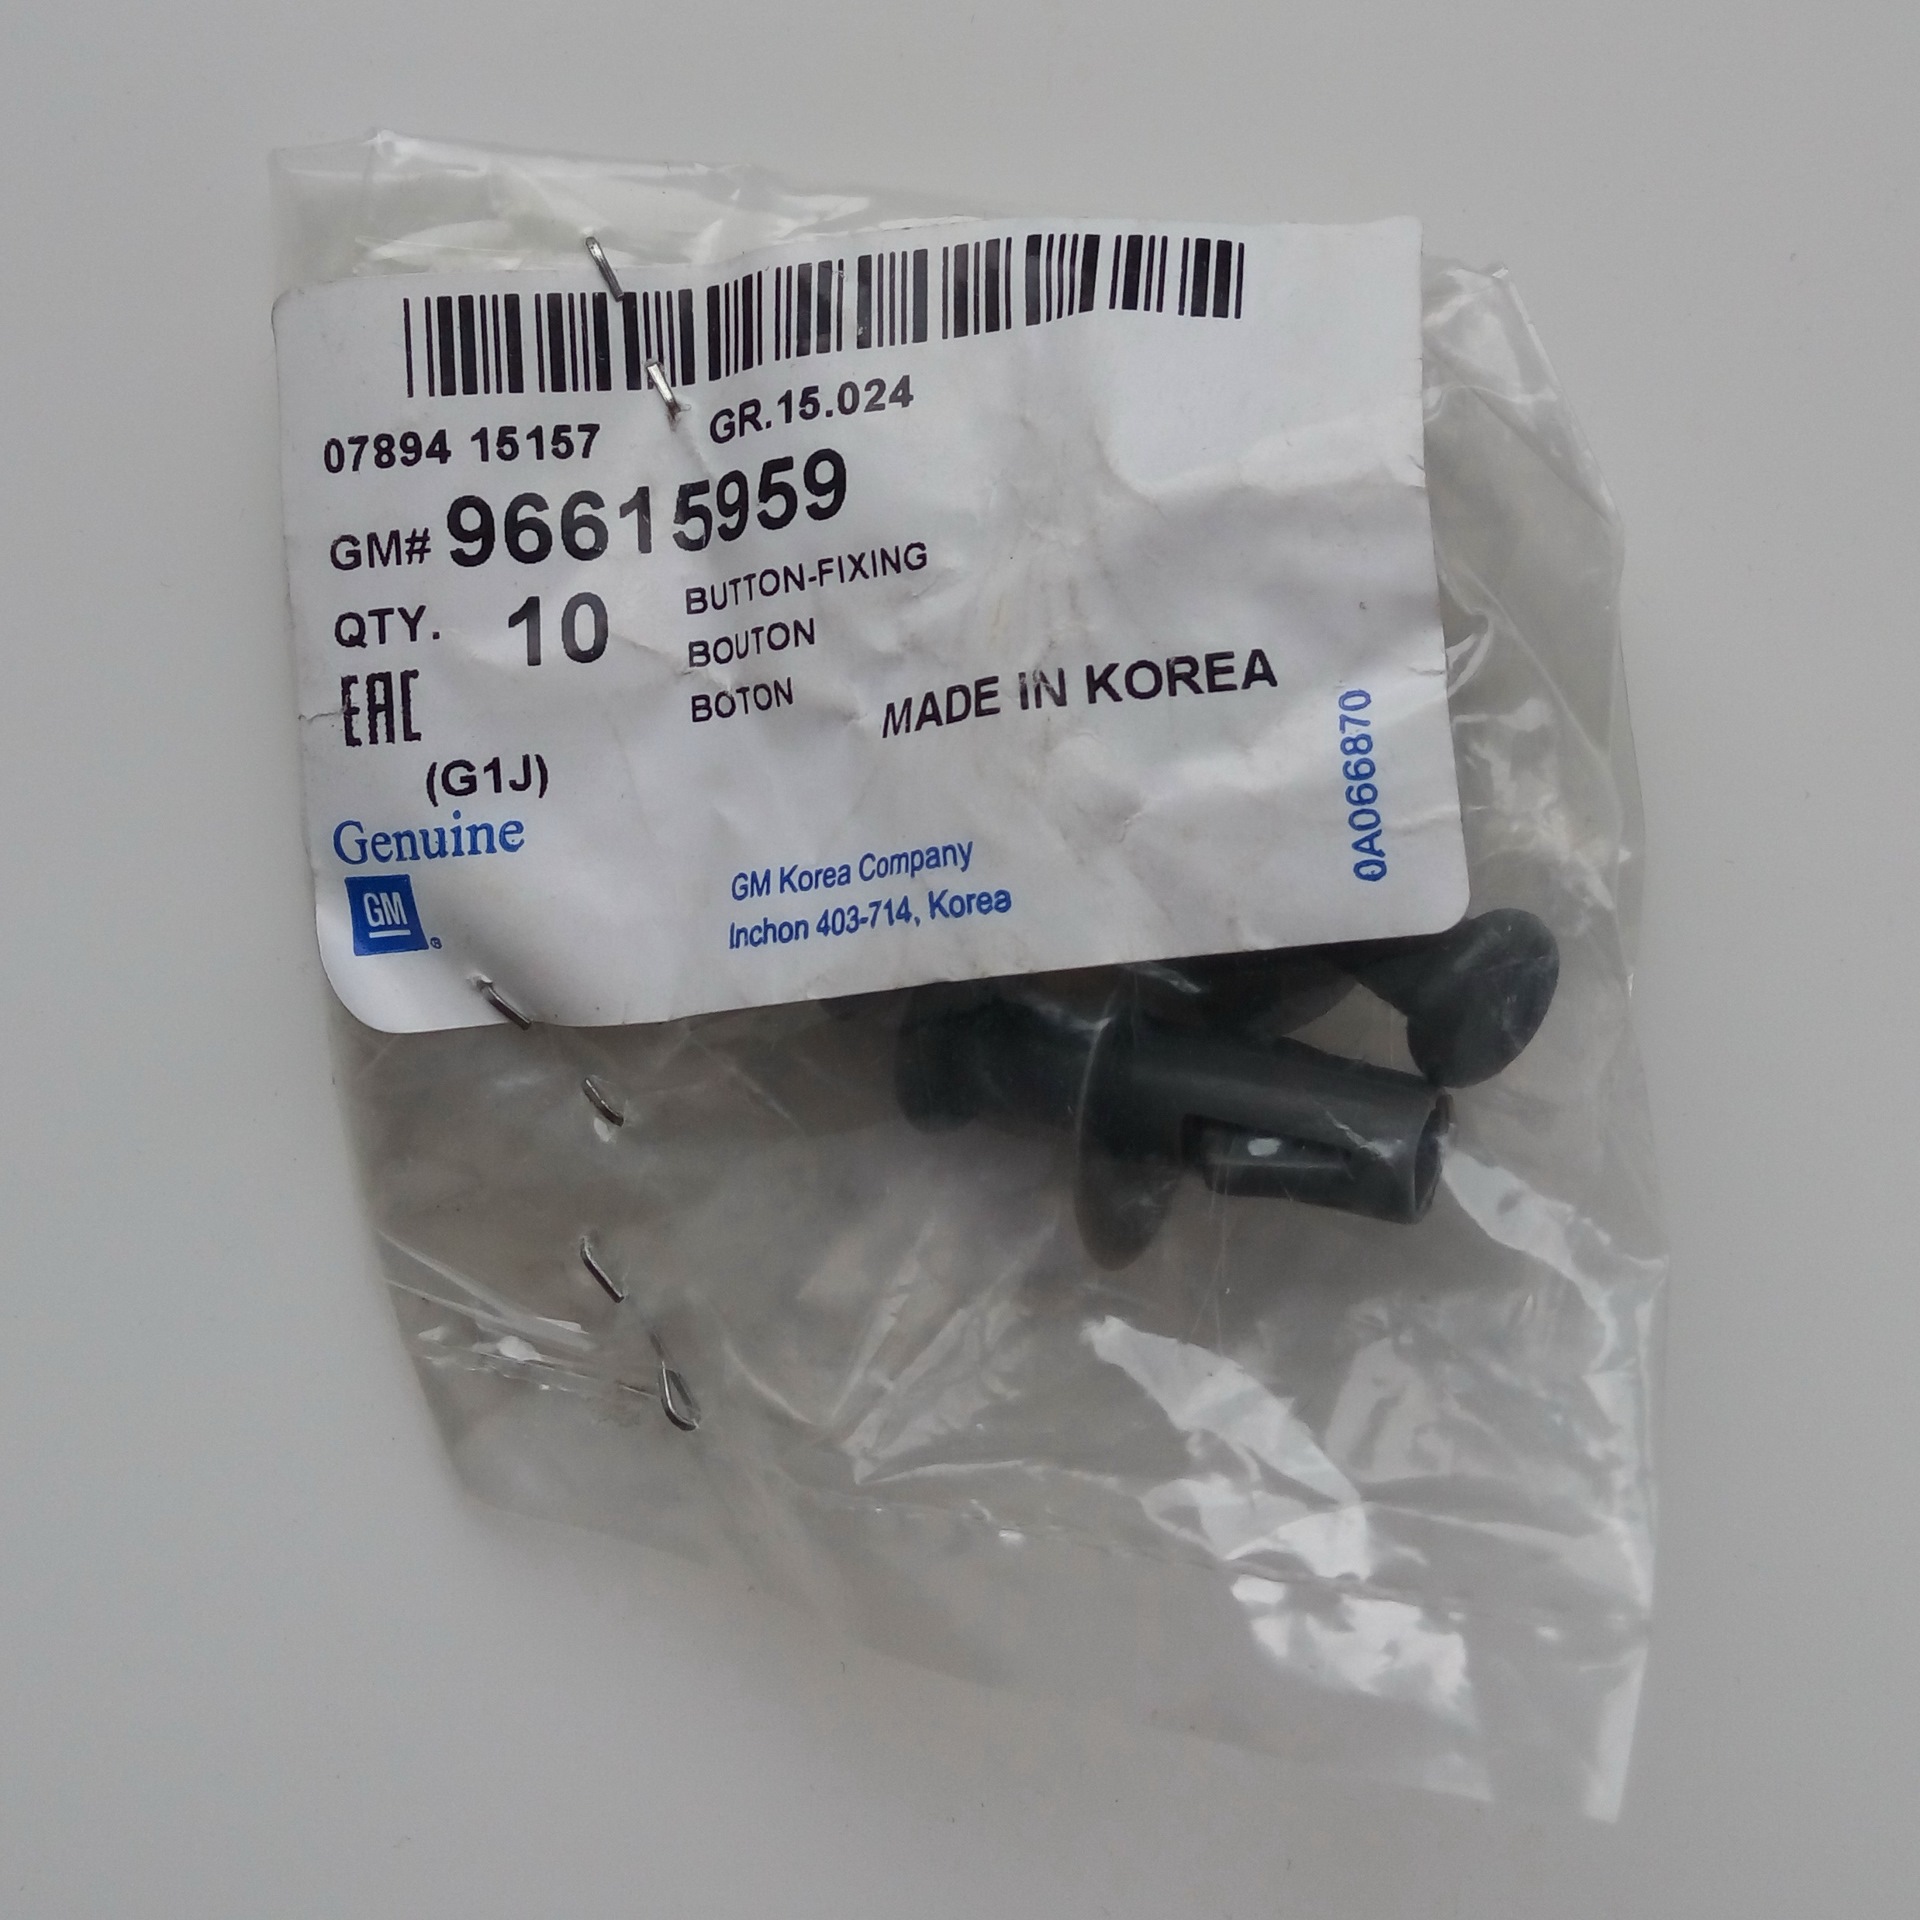 07894 15157 GR.15.024
GM# 96615959
QTY. 10 BUTTON-FIXING
BOUTON
BOTON
EAC
MADE IN KOREA
(G1J)
Genuine
GM ®
GM Korea Company
Inchon 403-714, Korea
0A066870